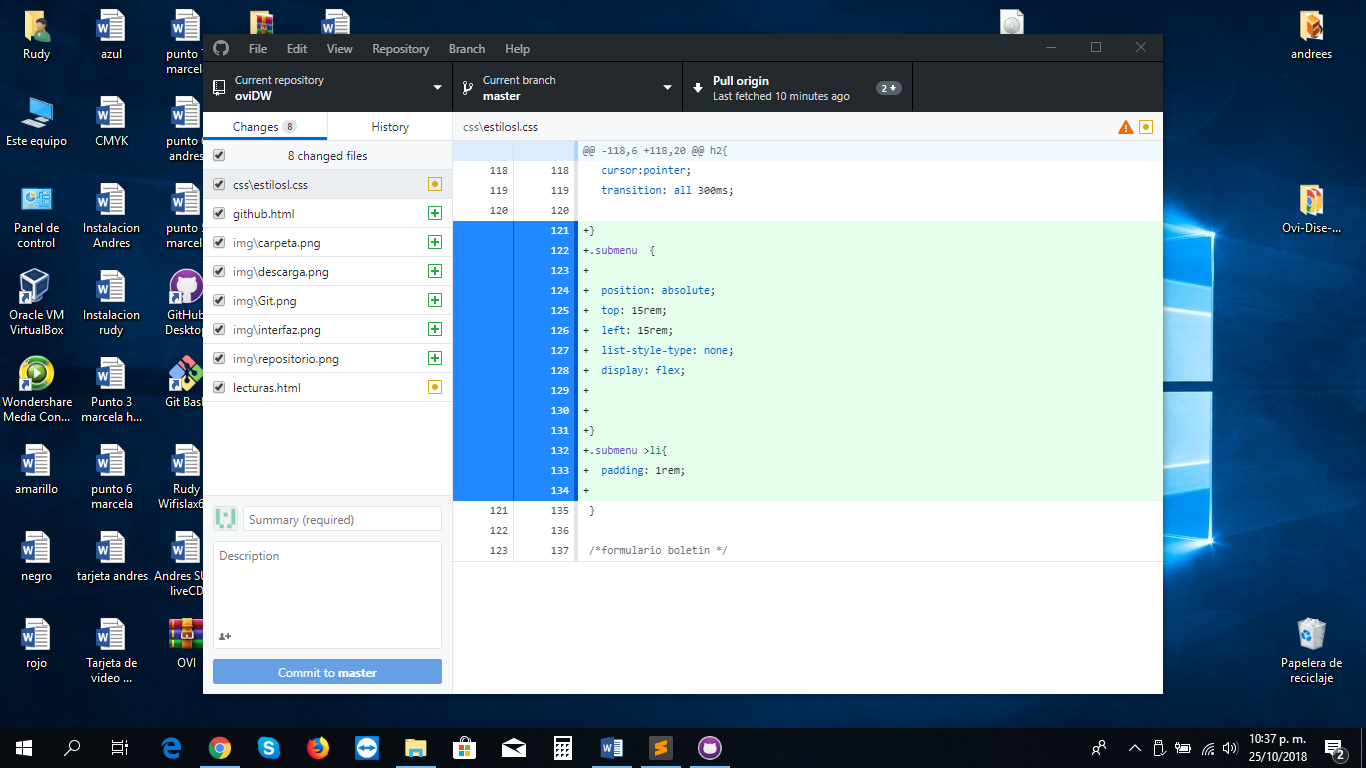 File Edit View Repository Branch Help
Current repository
oviDW
Current branch
master
Pull origin
Last fetched 10 minutes ago
2
Changes 8
History
css\estilosl.css
8 changed files
css\estilosl.css
github.html
img\carpeta.png
img\descarga.png
img\Git.png
img\interfaz.png
img\repositorio.png
lecturas.html
Summary (required)
Description
Commit to master
@@ -118,6 +118,20 @@ h2{
118 118 cursor:pointer;
119 119 transition: all 300ms;
120 120
121 +}
122 +.submenu {
123 +
124 + position: absolute;
125 + top: 15rem;
126 + left: 15rem;
127 + list-style-type: none;
128 + display: flex;
129 +
130 +
131 +}
132 +.submenu >li{
133 + padding: 1rem;
134 +
121 135 }
122 136
123 137 /*formulario boletin */
Rudy
azul
punto
marcela
Este equipo
CMYK
punto
andres
Panel de
control
Instalacion
Andres
punto
marcela
Oracle VM
VirtualBox
Instalacion
rudy
GitHub
Desktop
Wondershare
Media Con...
Punto 3
marcela h...
Git Bash
amarillo
punto 6
marcela
Rudy
Wifislax6
negro
tarjeta andres
Andres SU
liveCD
rojo
Tarjeta de
video ...
OVI
andrees
Ovi-Dise-...
Papelera de
reciclaje
10:37 p. m.
25/10/2018
2